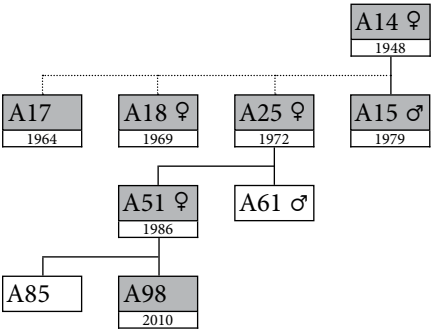 A14 ♀
1948
A17 A18 ♀ A25 ♀ A15 ♂
1964 1969 1972 1979
A51 ♀ A61 ♂
1986
A85 A98
2010